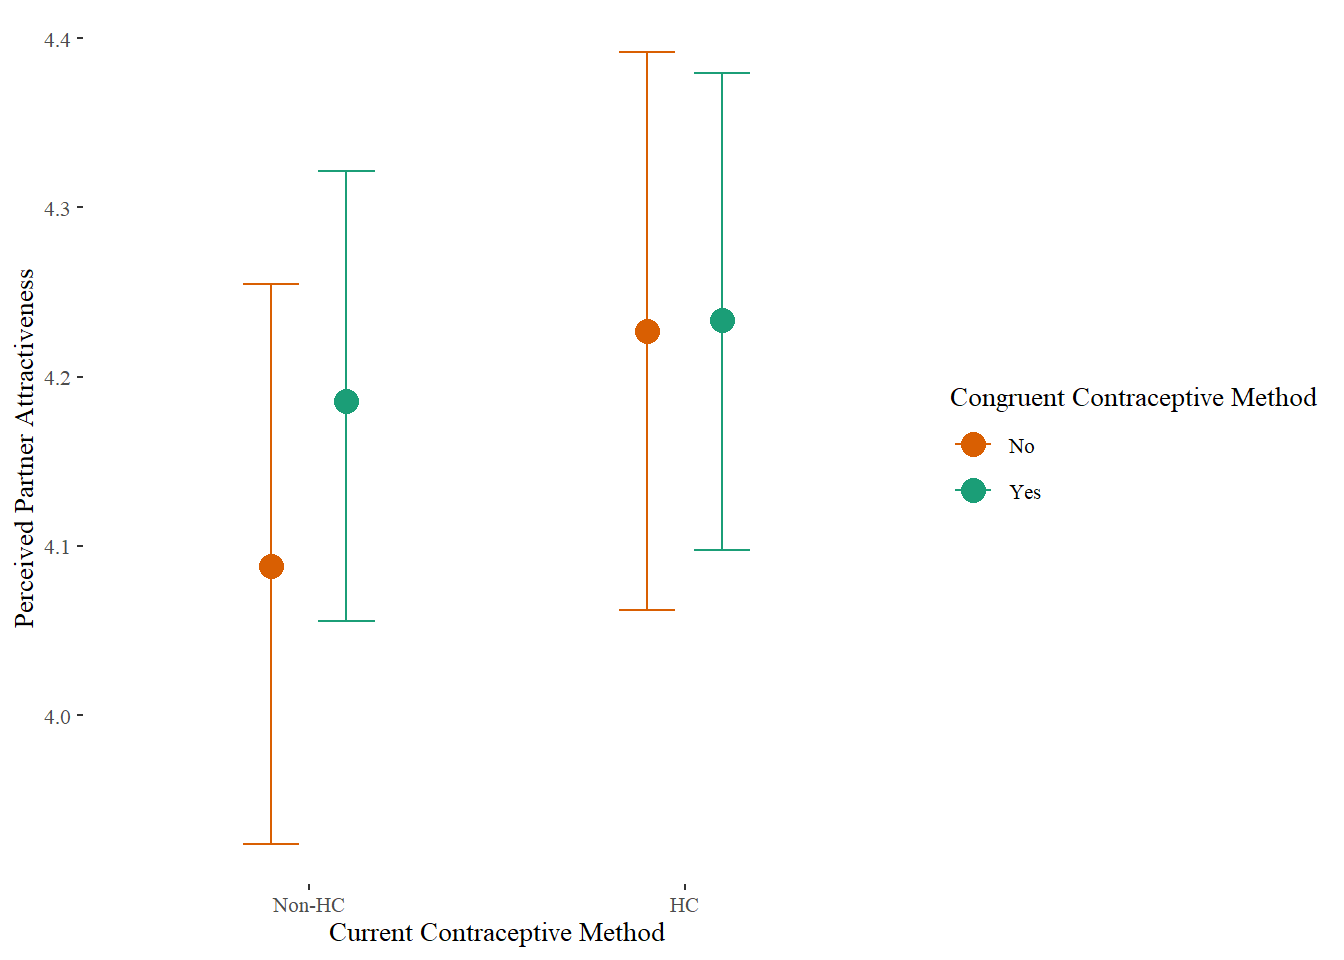 4.4
4.3
4.2
4.1
4.0
Perceived Partner Attractiveness
Non-HC
HC
Current Contraceptive Method
Congruent Contraceptive Method
No
Yes